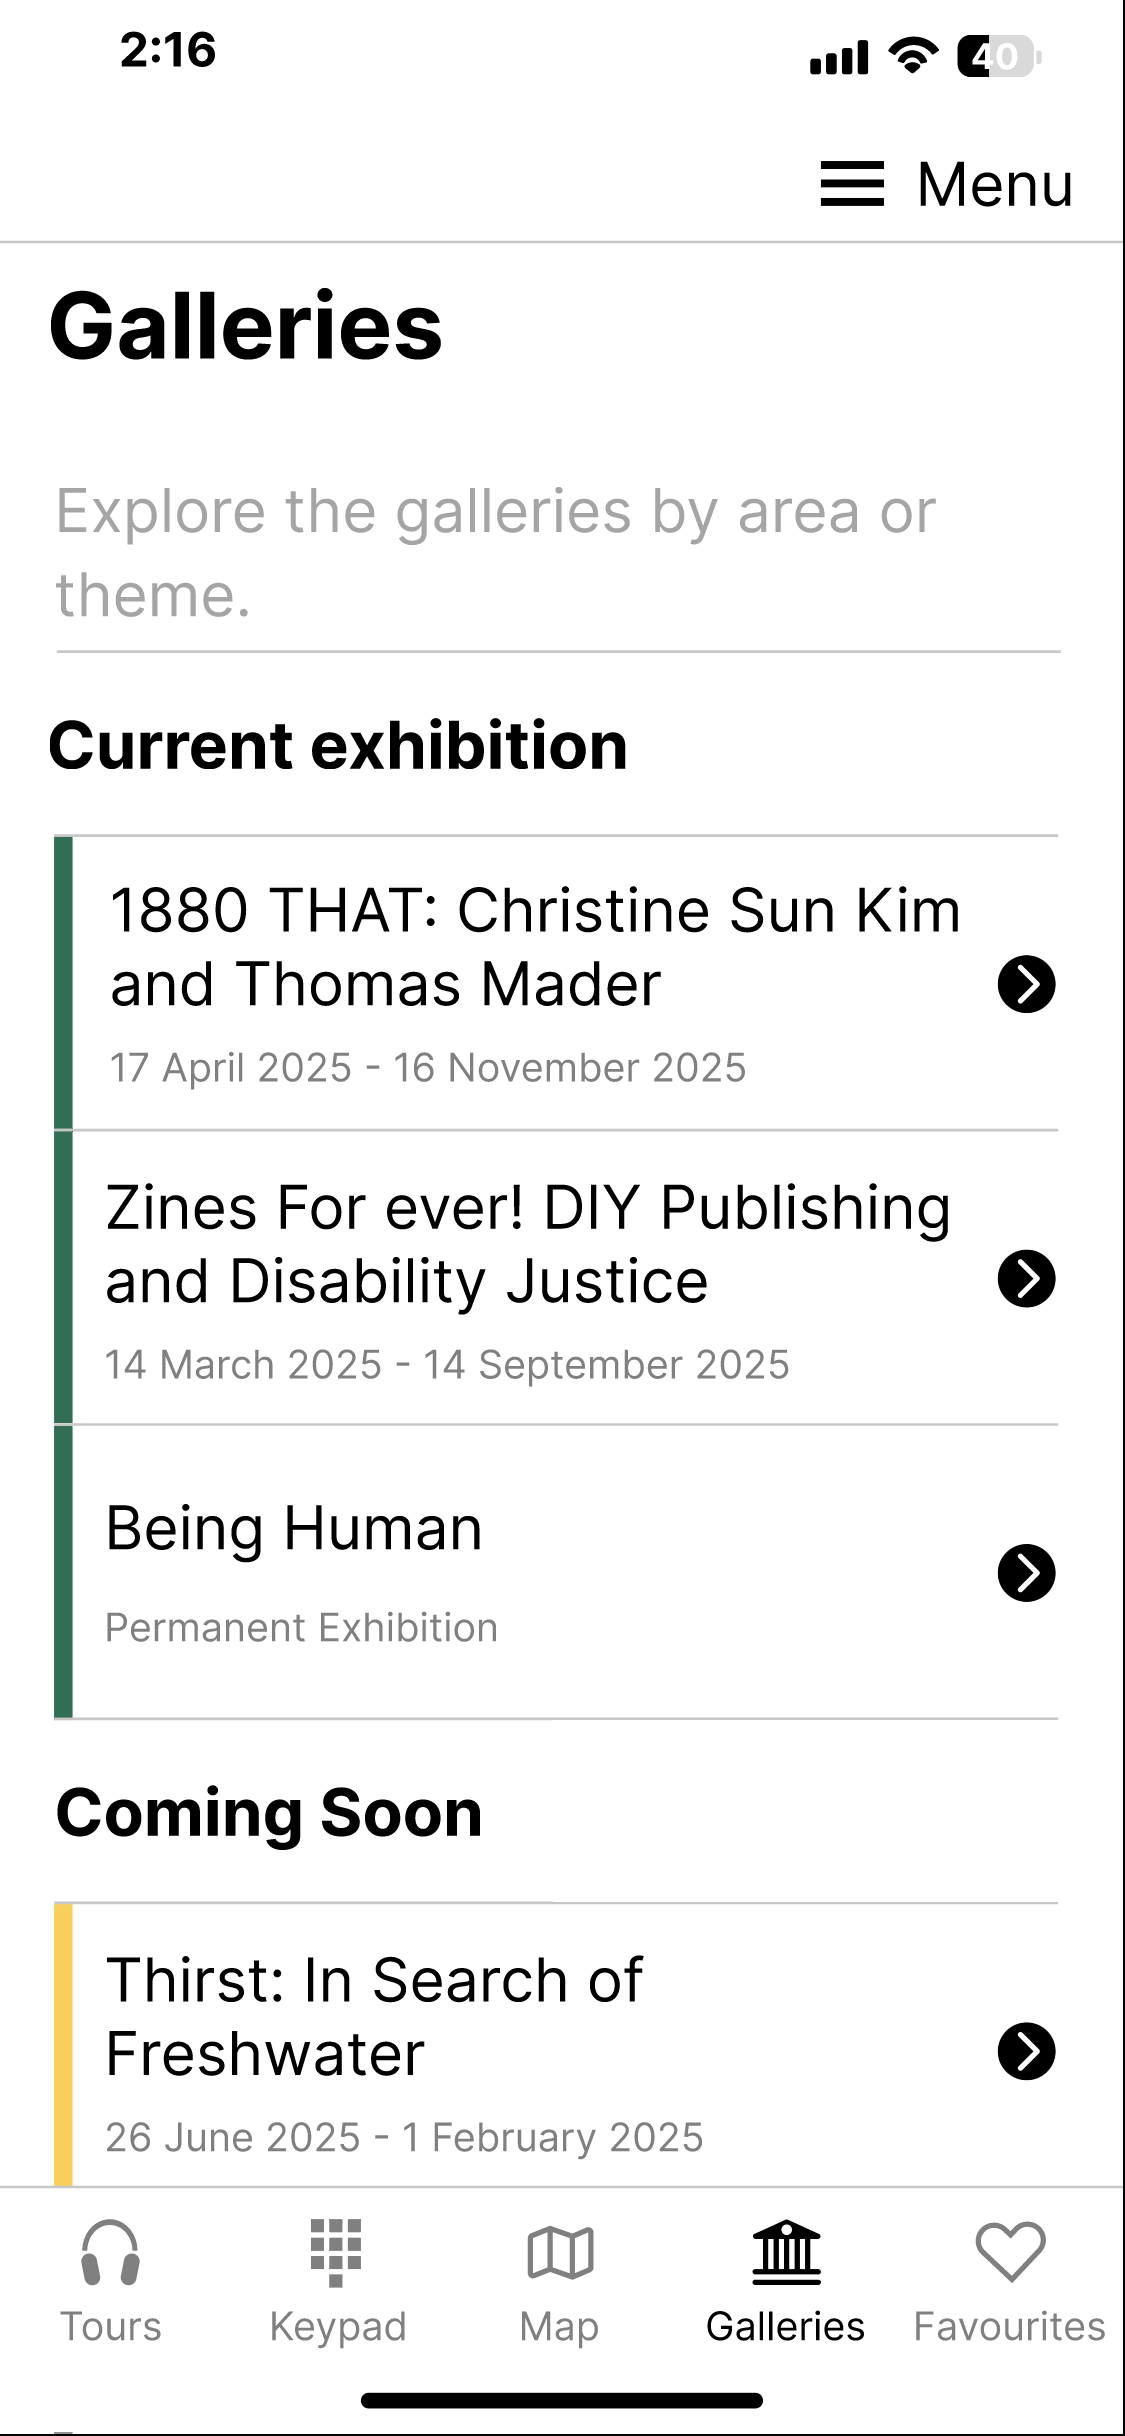 2:16
40
Menu
Galleries
Explore the galleries by area or
theme.
Current exhibition
1880 THAT: Christine Sun Kim
and Thomas Mader
17 April 2025 - 16 November 2025
Zines For ever! DIY Publishing
and Disability Justice
14 March 2025 - 14 September 2025
Being Human
Permanent Exhibition
Coming Soon
Thirst: In Search of
Freshwater
26 June 2025 - 1 February 2025
Tours
Keypad
Map
Galleries
Favourites